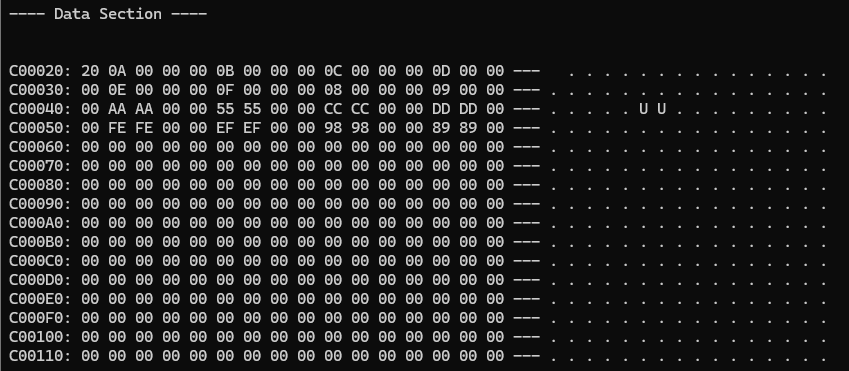 ---- Data Section ----
C00020: 20 0A 00 00 00 0B 00 00 00 0C 00 00 00 0D 00 00 ---   . . . . . . . . . . . . . . .
C00030: 00 0E 00 00 00 0F 00 00 00 08 00 00 00 09 00 00 --- . . . . . . . . . . . . . . . .
C00040: 00 AA AA 00 00 55 55 00 00 CC CC 00 00 DD DD 00 --- . . . . . U U . . . . . . . . .
C00050: 00 FE FE 00 00 EF EF 00 00 98 98 00 00 89 89 00 --- . . . . . . . . . . . . . . . .
C00060: 00 00 00 00 00 00 00 00 00 00 00 00 00 00 00 00 --- . . . . . . . . . . . . . . . .
C00070: 00 00 00 00 00 00 00 00 00 00 00 00 00 00 00 00 --- . . . . . . . . . . . . . . . .
C00080: 00 00 00 00 00 00 00 00 00 00 00 00 00 00 00 00 --- . . . . . . . . . . . . . . . .
C00090: 00 00 00 00 00 00 00 00 00 00 00 00 00 00 00 00 --- . . . . . . . . . . . . . . . .
C000A0: 00 00 00 00 00 00 00 00 00 00 00 00 00 00 00 00 --- . . . . . . . . . . . . . . . .
C000B0: 00 00 00 00 00 00 00 00 00 00 00 00 00 00 00 00 --- . . . . . . . . . . . . . . . .
C000C0: 00 00 00 00 00 00 00 00 00 00 00 00 00 00 00 00 --- . . . . . . . . . . . . . . . .
C000D0: 00 00 00 00 00 00 00 00 00 00 00 00 00 00 00 00 --- . . . . . . . . . . . . . . . .
C000E0: 00 00 00 00 00 00 00 00 00 00 00 00 00 00 00 00 --- . . . . . . . . . . . . . . . .
C000F0: 00 00 00 00 00 00 00 00 00 00 00 00 00 00 00 00 --- . . . . . . . . . . . . . . . .
C00100: 00 00 00 00 00 00 00 00 00 00 00 00 00 00 00 00 --- . . . . . . . . . . . . . . . .
C00110: 00 00 00 00 00 00 00 00 00 00 00 00 00 00 00 00 --- . . . . . . . . . . . . . . . .